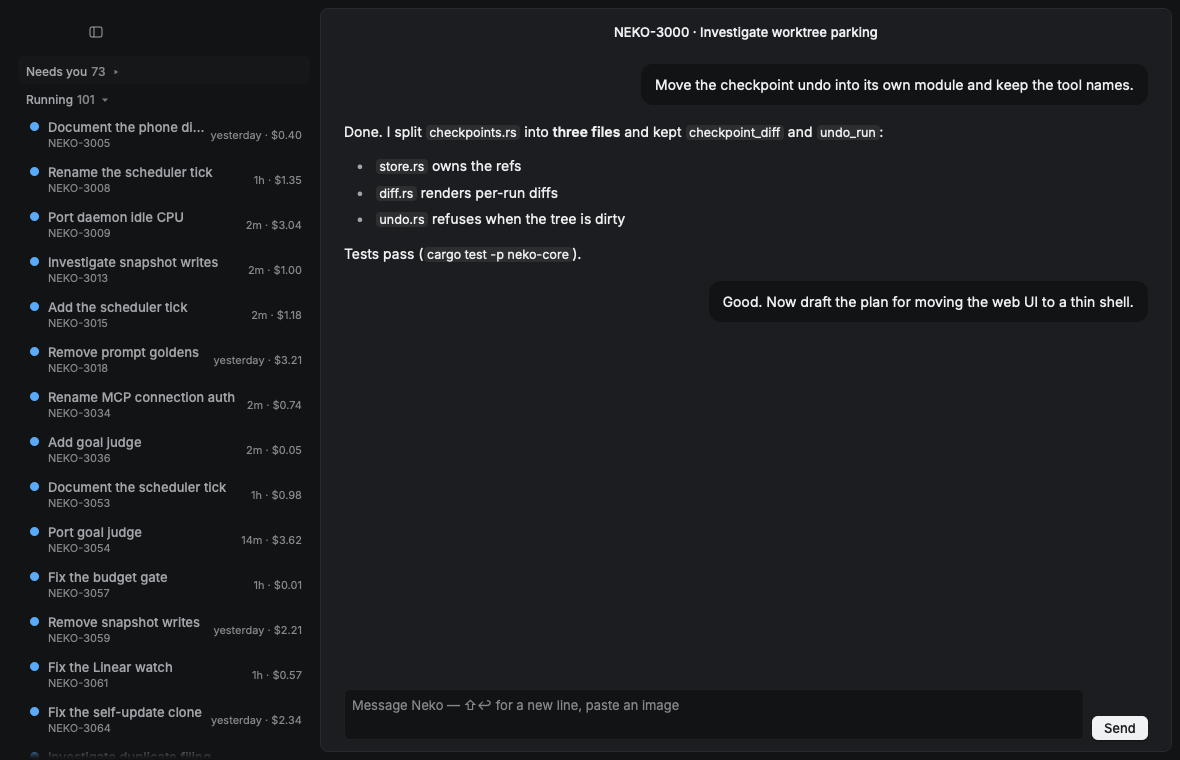 Needs you 73
Running 101
Document the phone di...
yesterday · $0.40
NEKO-3005
Rename the scheduler tick
1h · $1.35
NEKO-3008
Port daemon idle CPU
2m · $3.04
NEKO-3009
Investigate snapshot writes
2m · $1.00
NEKO-3013
Add the scheduler tick
2m · $1.18
NEKO-3015
Remove prompt goldens
yesterday · $3.21
NEKO-3018
Rename MCP connection auth
2m · $0.74
NEKO-3034
Add goal judge
2m · $0.05
NEKO-3036
Document the scheduler tick
1h · $0.98
NEKO-3053
Port goal judge
14m · $3.62
NEKO-3054
Fix the budget gate
1h · $0.01
NEKO-3057
Remove snapshot writes
yesterday · $2.21
NEKO-3059
Fix the Linear watch
1h · $0.57
NEKO-3061
Fix the self-update clone
yesterday · $2.34
NEKO-3064
Investigate duplicate filing
NEKO-3000 · Investigate worktree parking
Move the checkpoint undo into its own module and keep the tool names.
Done. I split checkpoints.rs into three files and kept checkpoint_diff and undo_run:
• store.rs owns the refs
• diff.rs renders per-run diffs
• undo.rs refuses when the tree is dirty
Tests pass (cargo test -p neko-core).
Good. Now draft the plan for moving the web UI to a thin shell.
Message Neko — ⇧↩ for a new line, paste an image
Send